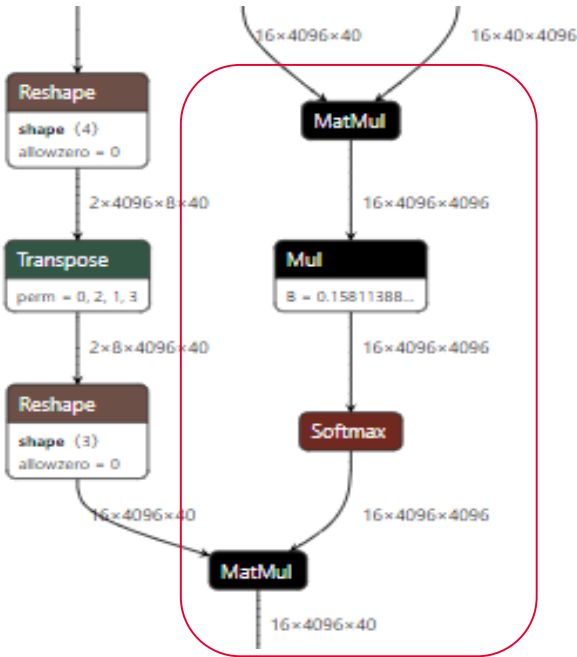 16×4096×40
16×40×4096
Reshape
shape ⟨4⟩
allowzero = 0
MatMul
2×4096×8×40
16×4096×4096
Transpose
perm = 0, 2, 1, 3
Mul
B = 0.15811388...
2×8×4096×40
16×4096×4096
Reshape
shape ⟨3⟩
allowzero = 0
Softmax
16×4096×40
16×4096×4096
MatMul
16×4096×40